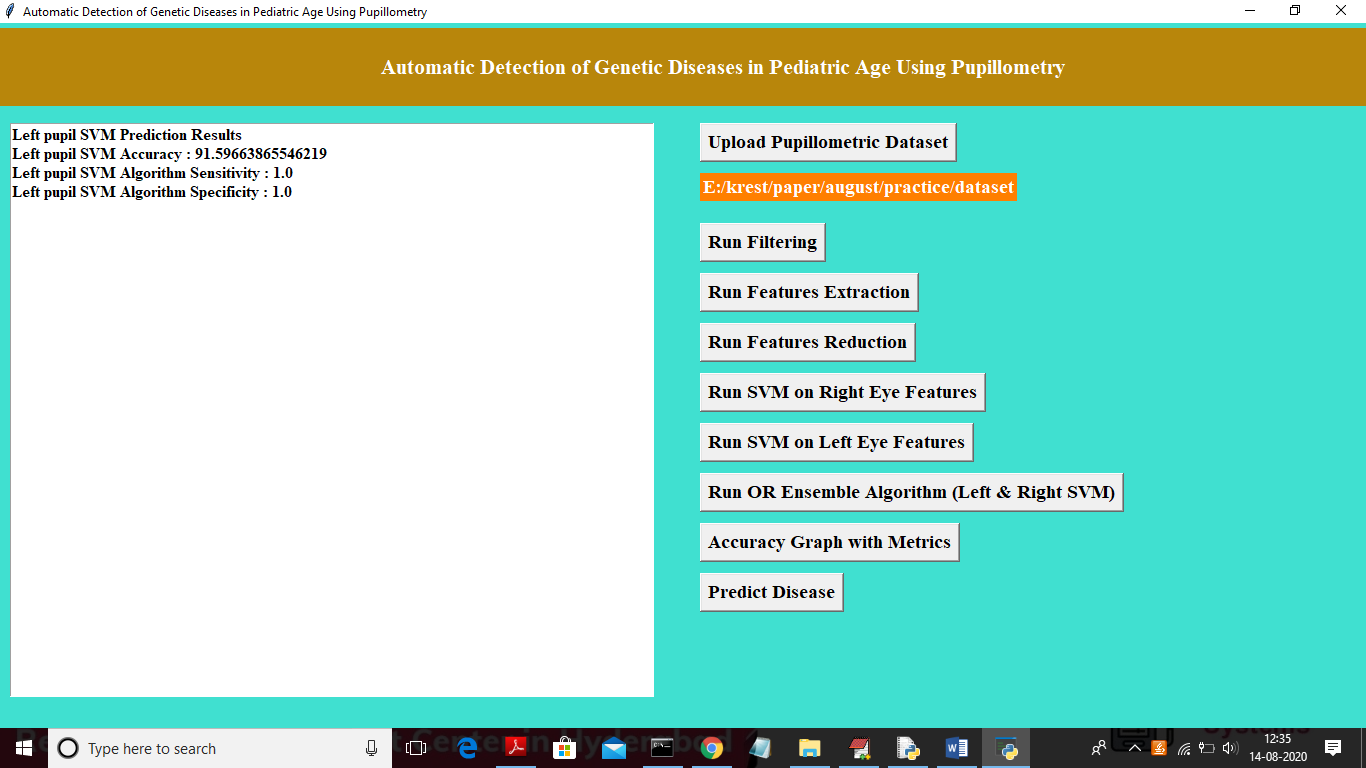 Automatic Detection of Genetic Diseases in Pediatric Age Using Pupillometry
Automatic Detection of Genetic Diseases in Pediatric Age Using Pupillometry
Left pupil SVM Prediction Results
Left pupil SVM Accuracy : 91.59663865546219
Left pupil SVM Algorithm Sensitivity : 1.0
Left pupil SVM Algorithm Specificity : 1.0
Upload Pupillometric Dataset
E:/krest/paper/august/practice/dataset
Run Filtering
Run Features Extraction
Run Features Reduction
Run SVM on Right Eye Features
Run SVM on Left Eye Features
Run OR Ensemble Algorithm (Left & Right SVM)
Accuracy Graph with Metrics
Predict Disease
Type here to search
12:35
14-08-2020